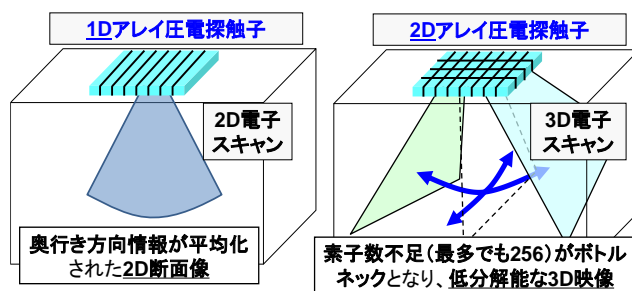 1Dアレイ圧電探触子
2D電子
スキャン
奥行き方向情報が平均化
された2D断面像
2Dアレイ圧電探触子
3D電子
スキャン
素子数不足(最多でも256)がボトル
ネックとなり、低分解能な3D映像